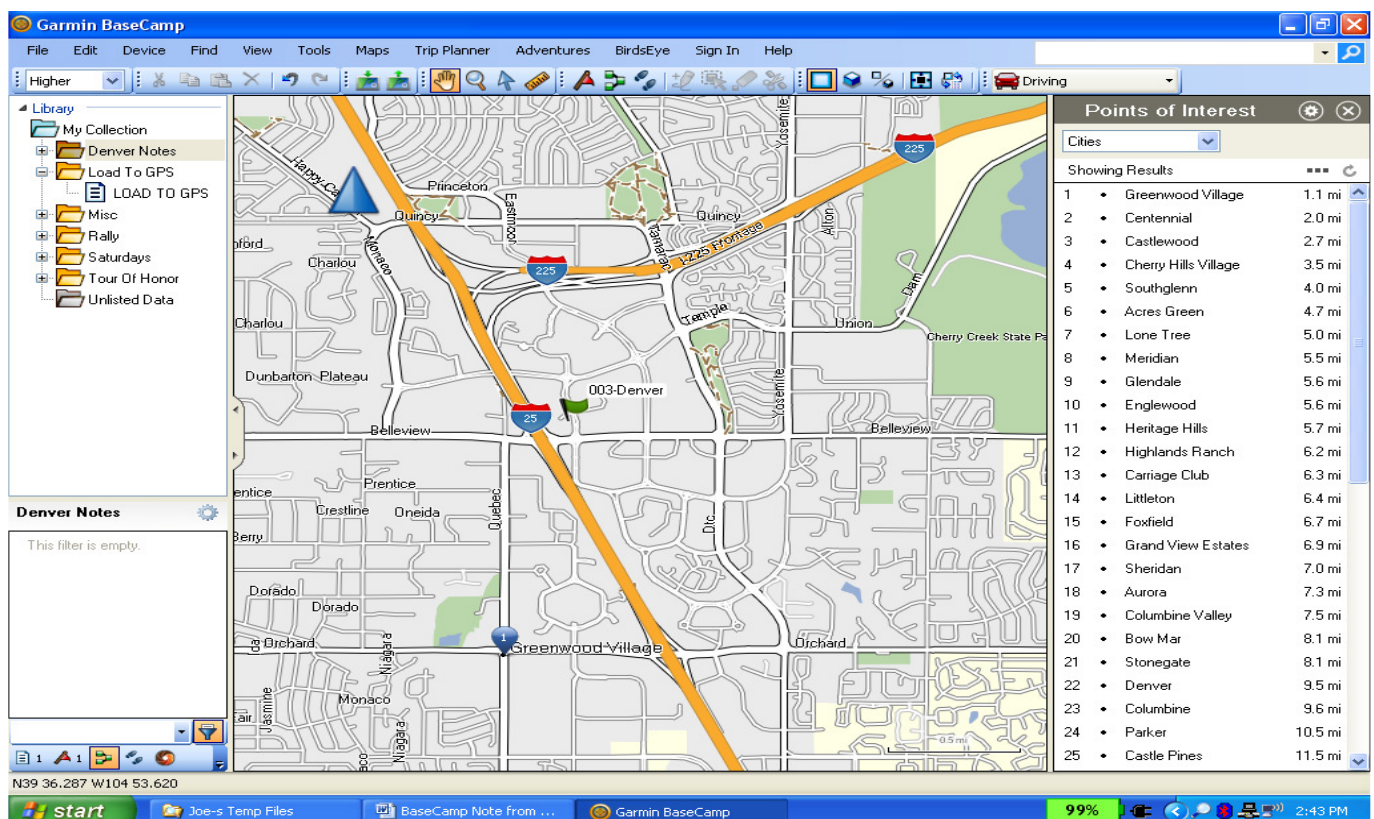 Garmin BaseCamp
File Edit Device Find View Tools Maps Trip Planner Adventures BirdsEye Sign In Help
Higher
Driving
Library
My Collection
Denver Notes
Load To GPS
LOAD TO GPS
Misc
Rally
Saturdays
Tour Of Honor
Unlisted Data
Denver Notes
This filter is empty.
1 1
Yosemite
225
Princeton
Eastmoor
Quincy
Quincy
Monaco
Tamarac
I-225 Frontage
Alton
Charlou
225
Dam
Temple
Union
Charlou
Cherry Creek State Pa
Dunbarton Plateau
003-Denver
Yosemite
25
Belleview
Belleview
entice
Prentice
Crestline
Oneida
Quebec
Dtc
Berry
Dorado
Dorado
Orchard
Niagara
1
Greenwood Village
Orchard
Jasmine
Monaco
Niagara
0.5 mi
Points of Interest
Cities
Showing Results
1 • Greenwood Village 1.1 mi
2 • Centennial 2.0 mi
3 • Castlewood 2.7 mi
4 • Cherry Hills Village 3.5 mi
5 • Southglenn 4.0 mi
6 • Acres Green 4.7 mi
7 • Lone Tree 5.0 mi
8 • Meridian 5.5 mi
9 • Glendale 5.6 mi
10 • Englewood 5.6 mi
11 • Heritage Hills 5.7 mi
12 • Highlands Ranch 6.2 mi
13 • Carriage Club 6.3 mi
14 • Littleton 6.4 mi
15 • Foxfield 6.7 mi
16 • Grand View Estates 6.9 mi
17 • Sheridan 7.0 mi
18 • Aurora 7.3 mi
19 • Columbine Valley 7.5 mi
20 • Bow Mar 8.1 mi
21 • Stonegate 8.1 mi
22 • Denver 9.5 mi
23 • Columbine 9.6 mi
24 • Parker 10.5 mi
25 • Castle Pines 11.5 mi
N39 36.287 W104 53.620
start
Joe-s Temp Files
BaseCamp Note from ...
Garmin BaseCamp
99%
2:43 PM